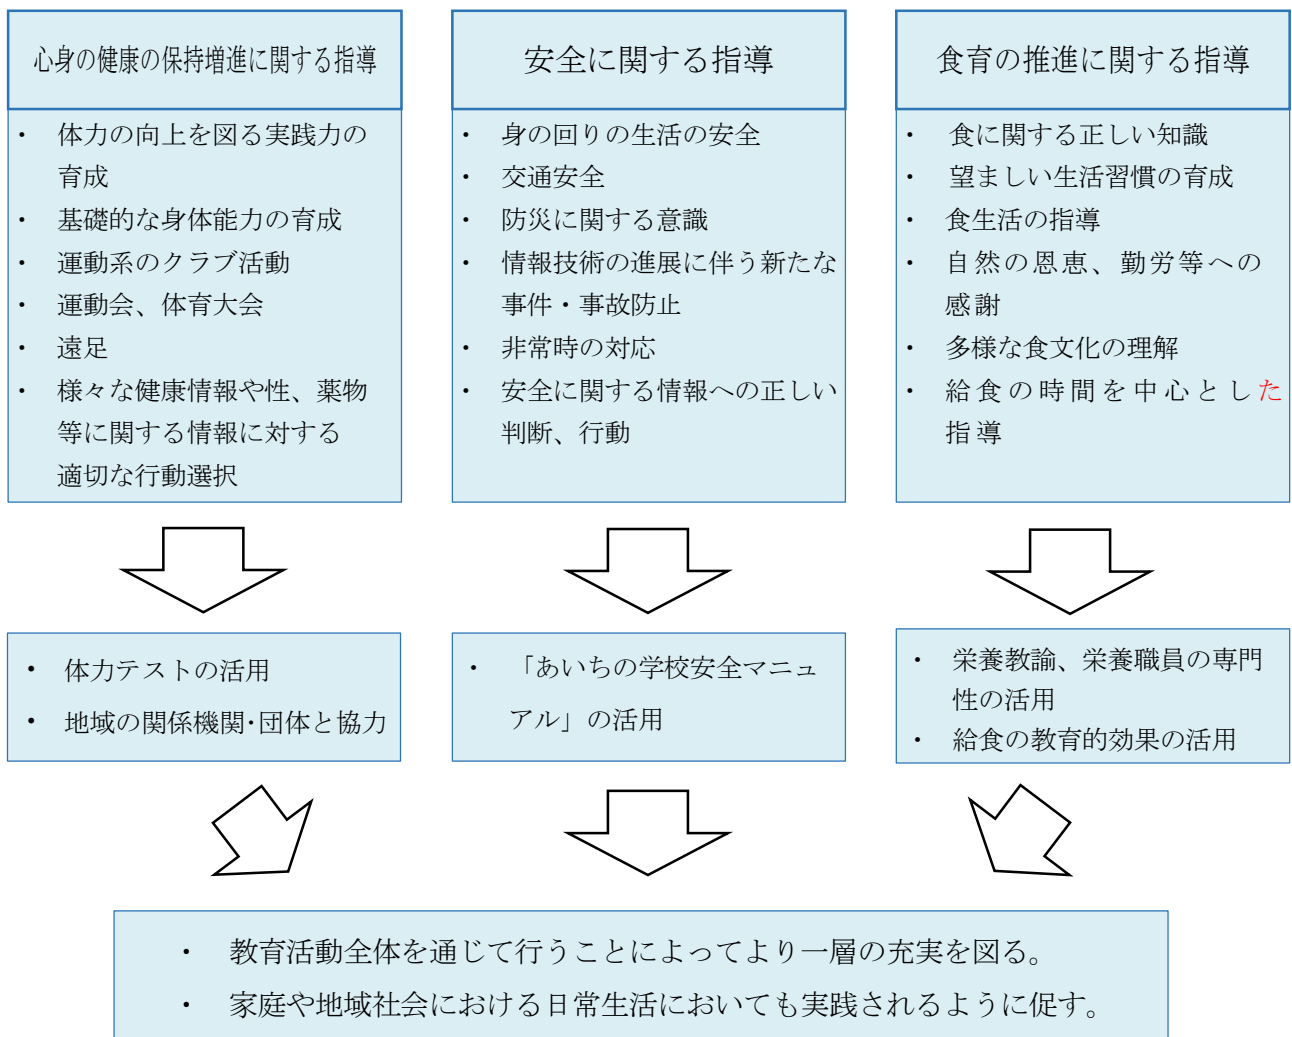 心身の健康の保持増進に関する指導
・ 体力の向上を図る実践力の
育成
・ 基礎的な身体能力の育成
・ 運動系のクラブ活動
・ 運動会、体育大会
・ 遠足
・ 様々な健康情報や性、薬物
等に関する情報に対する
適切な行動選択
安全に関する指導
・ 身の回りの生活の安全
・ 交通安全
・ 防災に関する意識
・ 情報技術の進展に伴う新たな
事件・事故防止
・ 非常時の対応
・ 安全に関する情報への正しい
判断、行動
食育の推進に関する指導
・ 食に関する正しい知識
・ 望ましい生活習慣の育成
・ 食生活の指導
・ 自然の恩恵、勤労等への
感謝
・ 多様な食文化の理解
・ 給食の時間を中心とした
指導
・ 体力テストの活用
・ 地域の関係機関・団体と協力
・ 「あいちの学校安全マニュ
アル」の活用
・ 栄養教諭、栄養職員の専門
性の活用
・ 給食の教育的効果の活用
・ 教育活動全体を通じて行うことによってより一層の充実を図る。
・ 家庭や地域社会における日常生活においても実践されるように促す。